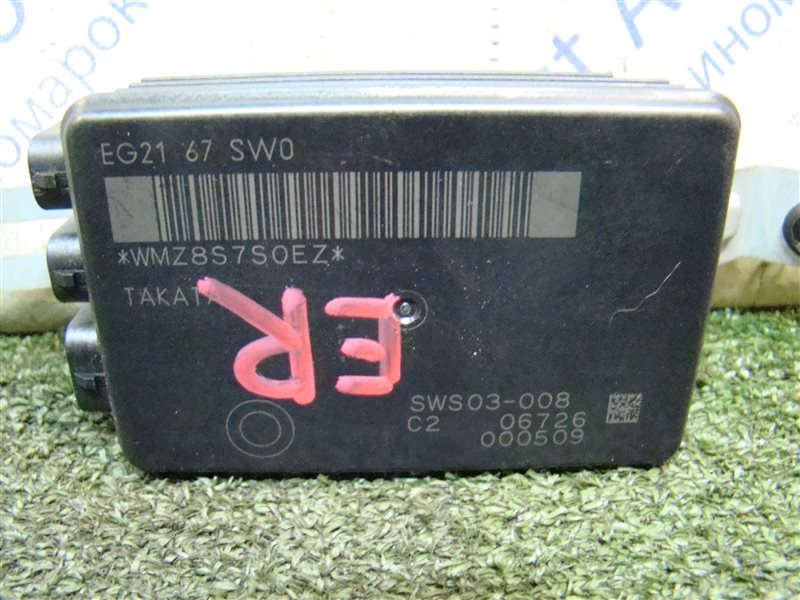 EG21 67 SW0
*WMZ8S7S0EZ*
TAKATA
ER
SWS03-008
C2 06726
000509